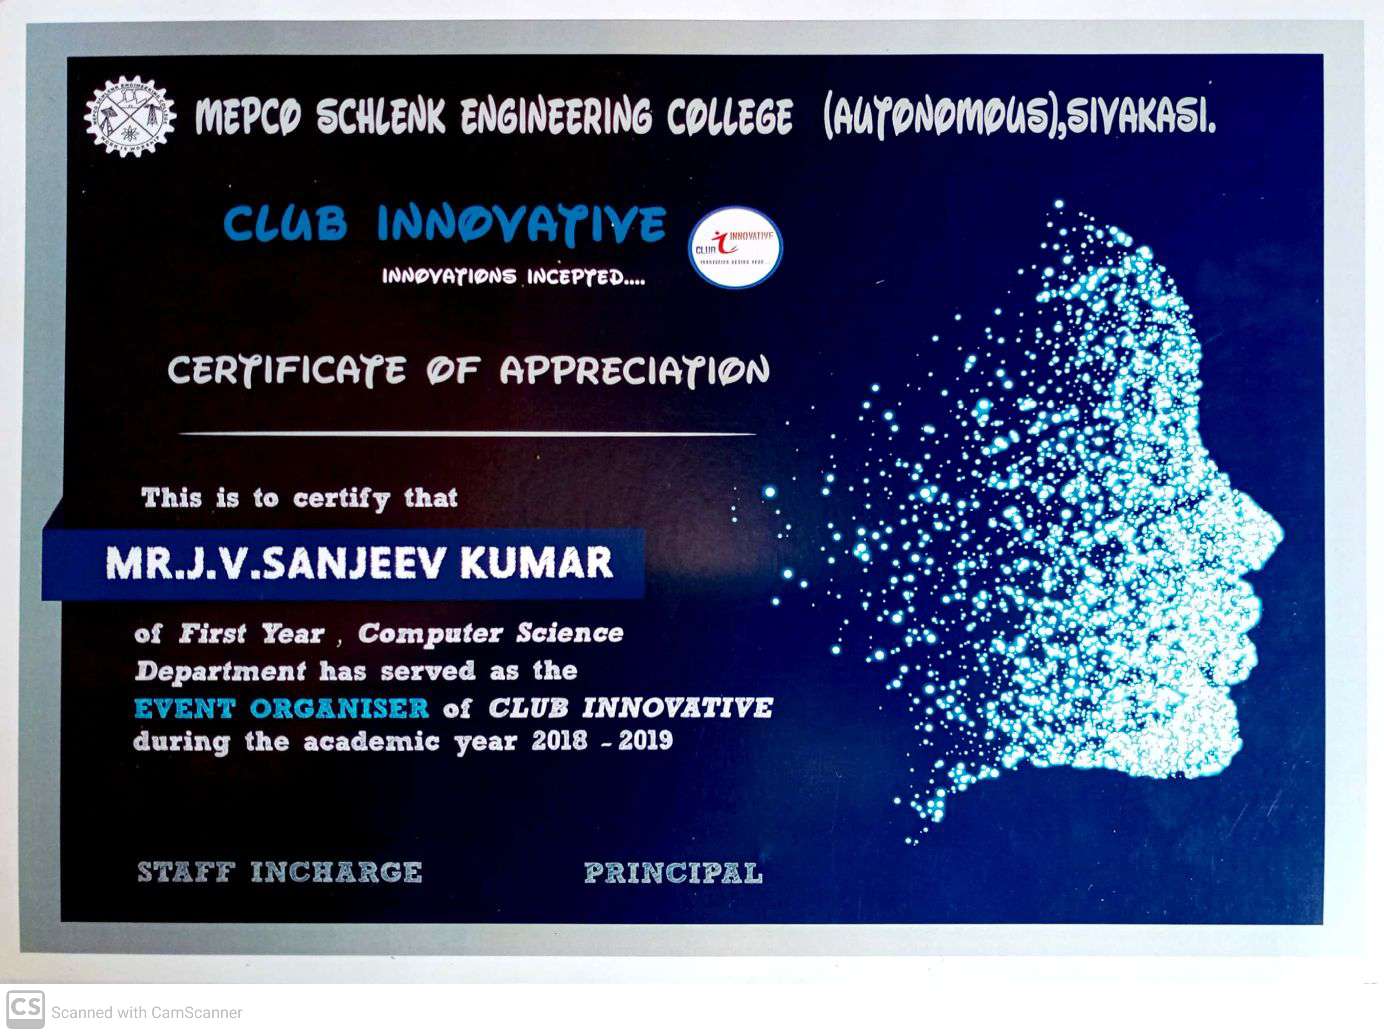 MEPCO SCHLENK ENGINEERING COLLEGE (AUTONOMOUS),SIVAKASI.
CLUB INNOVATIVE
INNOVATIONS INCEPTED....
CLUB i INNOVATIVE
CERTIFICATE OF APPRECIATION
This is to certify that
MR.J.V.SANJEEV KUMAR
of First Year , Computer Science
Department has served as the
EVENT ORGANISER of CLUB INNOVATIVE
during the academic year 2018 - 2019
STAFF INCHARGE PRINCIPAL
CS Scanned with CamScanner